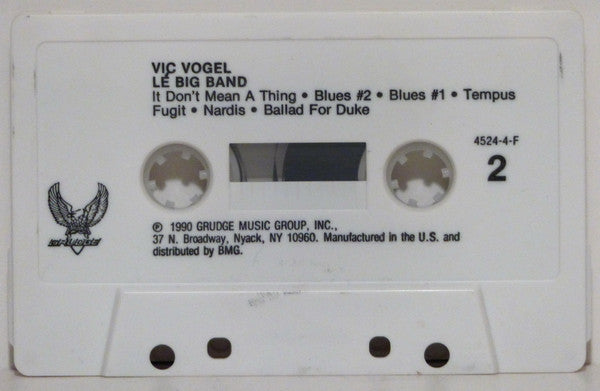 VIC VOGEL
LÉ BIG BAND
It Don't Mean A Thing • Blues #2 • Blues #1 • Tempus
Fugit • Nardis • Ballad For Duke
4524-4-F
2
℗ 1990 GRUDGE MUSIC GROUP, INC.,
37 N. Broadway, Nyack, NY 10960. Manufactured in the U.S. and
distributed by BMG.